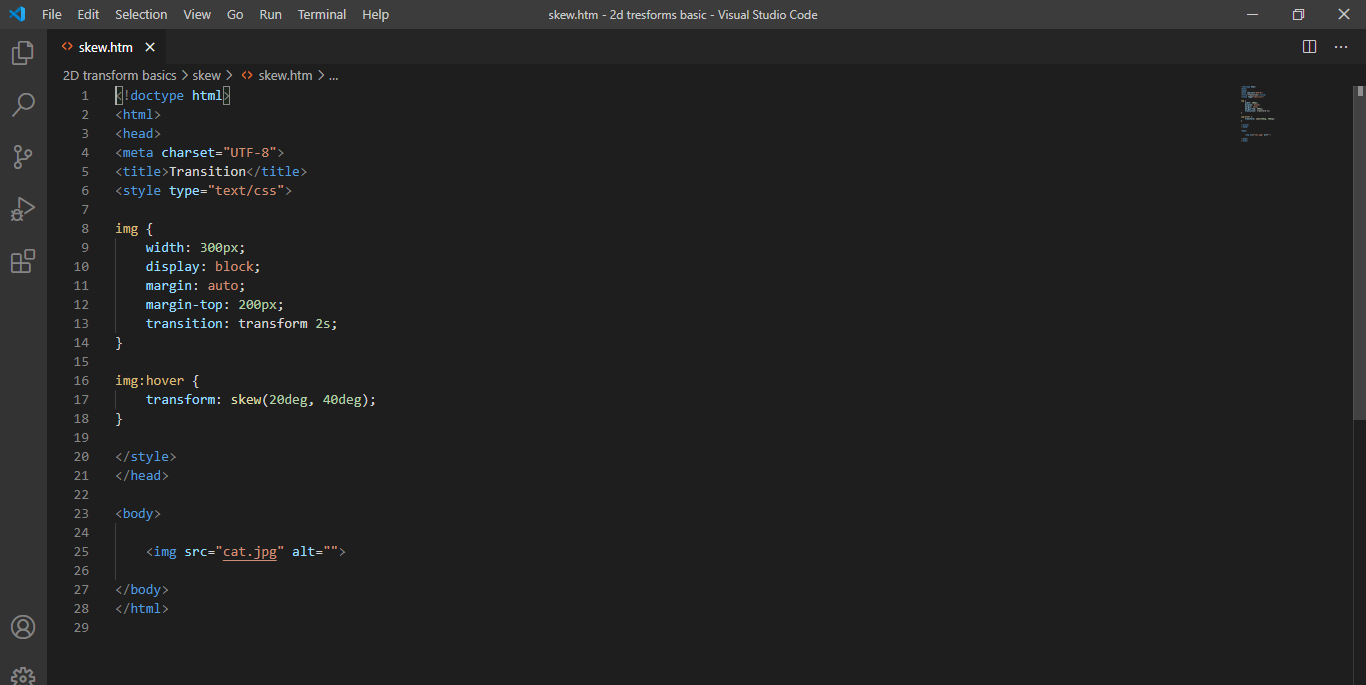 File Edit Selection View Go Run Terminal Help skew.htm - 2d tresforms basic - Visual Studio Code
<> skew.htm ×
2D transform basics > skew > <> skew.htm > ...
1 <!doctype html>
2 <html>
3 <head>
4 <meta charset="UTF-8">
5 <title>Transition</title>
6 <style type="text/css">
7
8 img {
9     width: 300px;
10     display: block;
11     margin: auto;
12     margin-top: 200px;
13     transition: transform 2s;
14 }
15
16 img:hover {
17     transform: skew(20deg, 40deg);
18 }
19
20 </style>
21 </head>
22
23 <body>
24
25     <img src="cat.jpg" alt="">
26
27 </body>
28 </html>
29